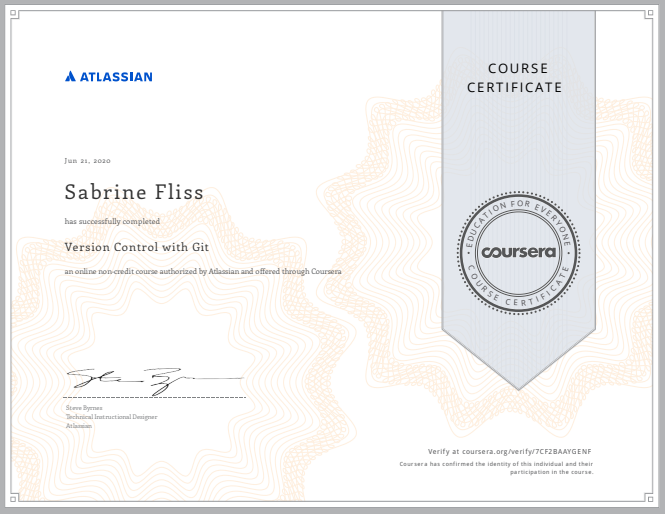 ATLASSIAN
COURSE
CERTIFICATE
Jun 21, 2020
Sabrine Fliss
has successfully completed
Version Control with Git
an online non-credit course authorized by Atlassian and offered through Coursera
EDUCATION FOR EVERYONE
coursera
COURSE CERTIFICATE
Steve Byrnes
Technical Instructional Designer
Atlassian
Verify at coursera.org/verify/7CF2BAAYGENF
Coursera has confirmed the identity of this individual and their
participation in the course.